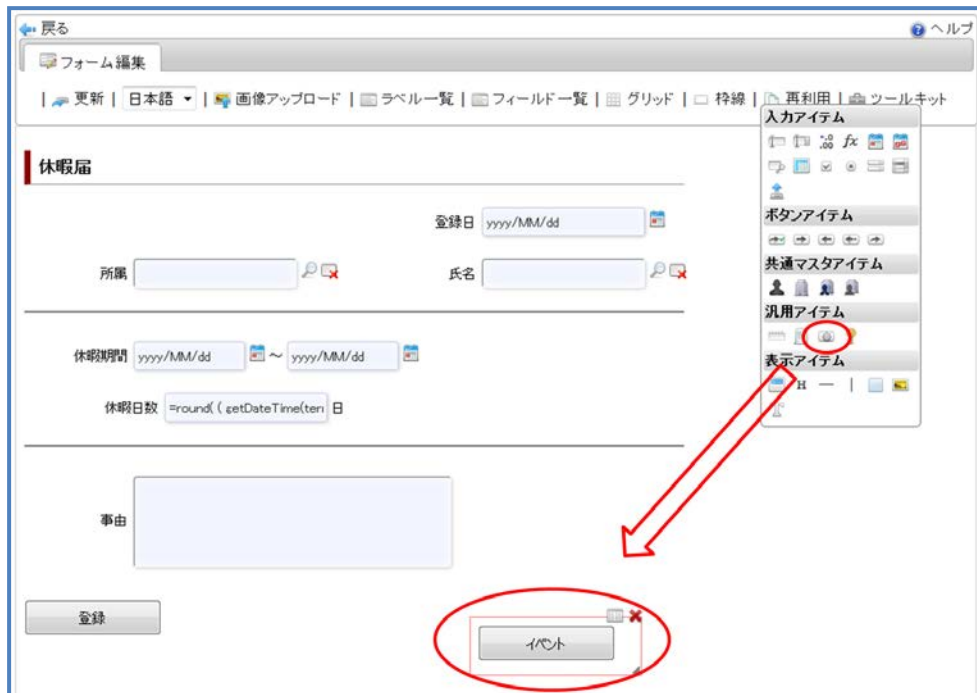 戻る ヘルプ
フォーム編集
| 更新 | 日本語 | 画像アップロード | ラベル一覧 | フィールド一覧 | グリッド | 枠線 | 再利用 | ツールキット
入力アイテム
.00 fx
ボタンアイテム
共通マスタアイテム
汎用アイテム
表示アイテム
H
休暇届
登録日 yyyy/MM/dd
所属 氏名
休暇期間 yyyy/MM/dd ～ yyyy/MM/dd
休暇日数 =round( ( getDateTime(teri 日
事由
登録
イベント